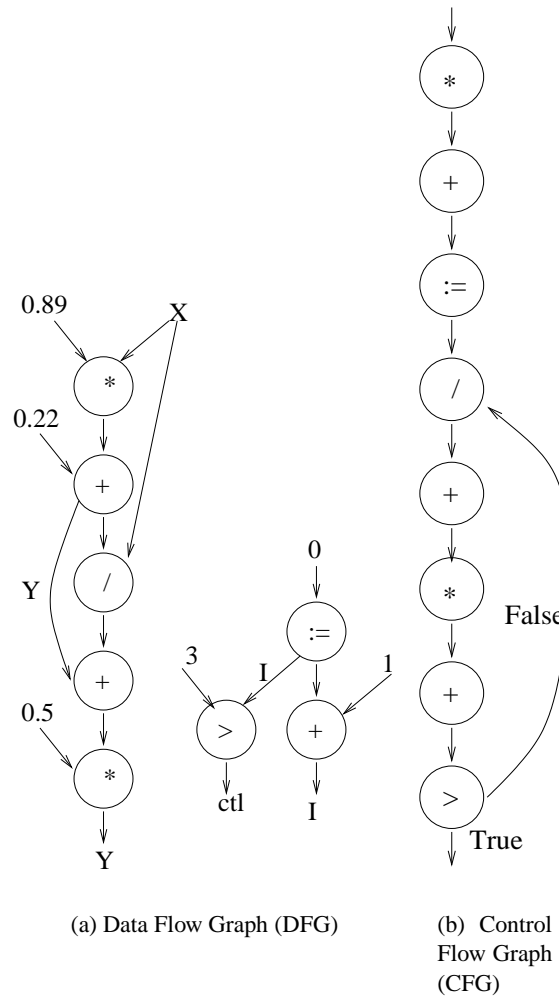 *
+
:=
0.89
X
/
*
0.22
+
+
0
/
Y
*
False
:=
3
I
1
+
+
>
+
0.5
*
>
ctl
I
True
Y
(a) Data Flow Graph (DFG)
(b) Control
Flow Graph
(CFG)